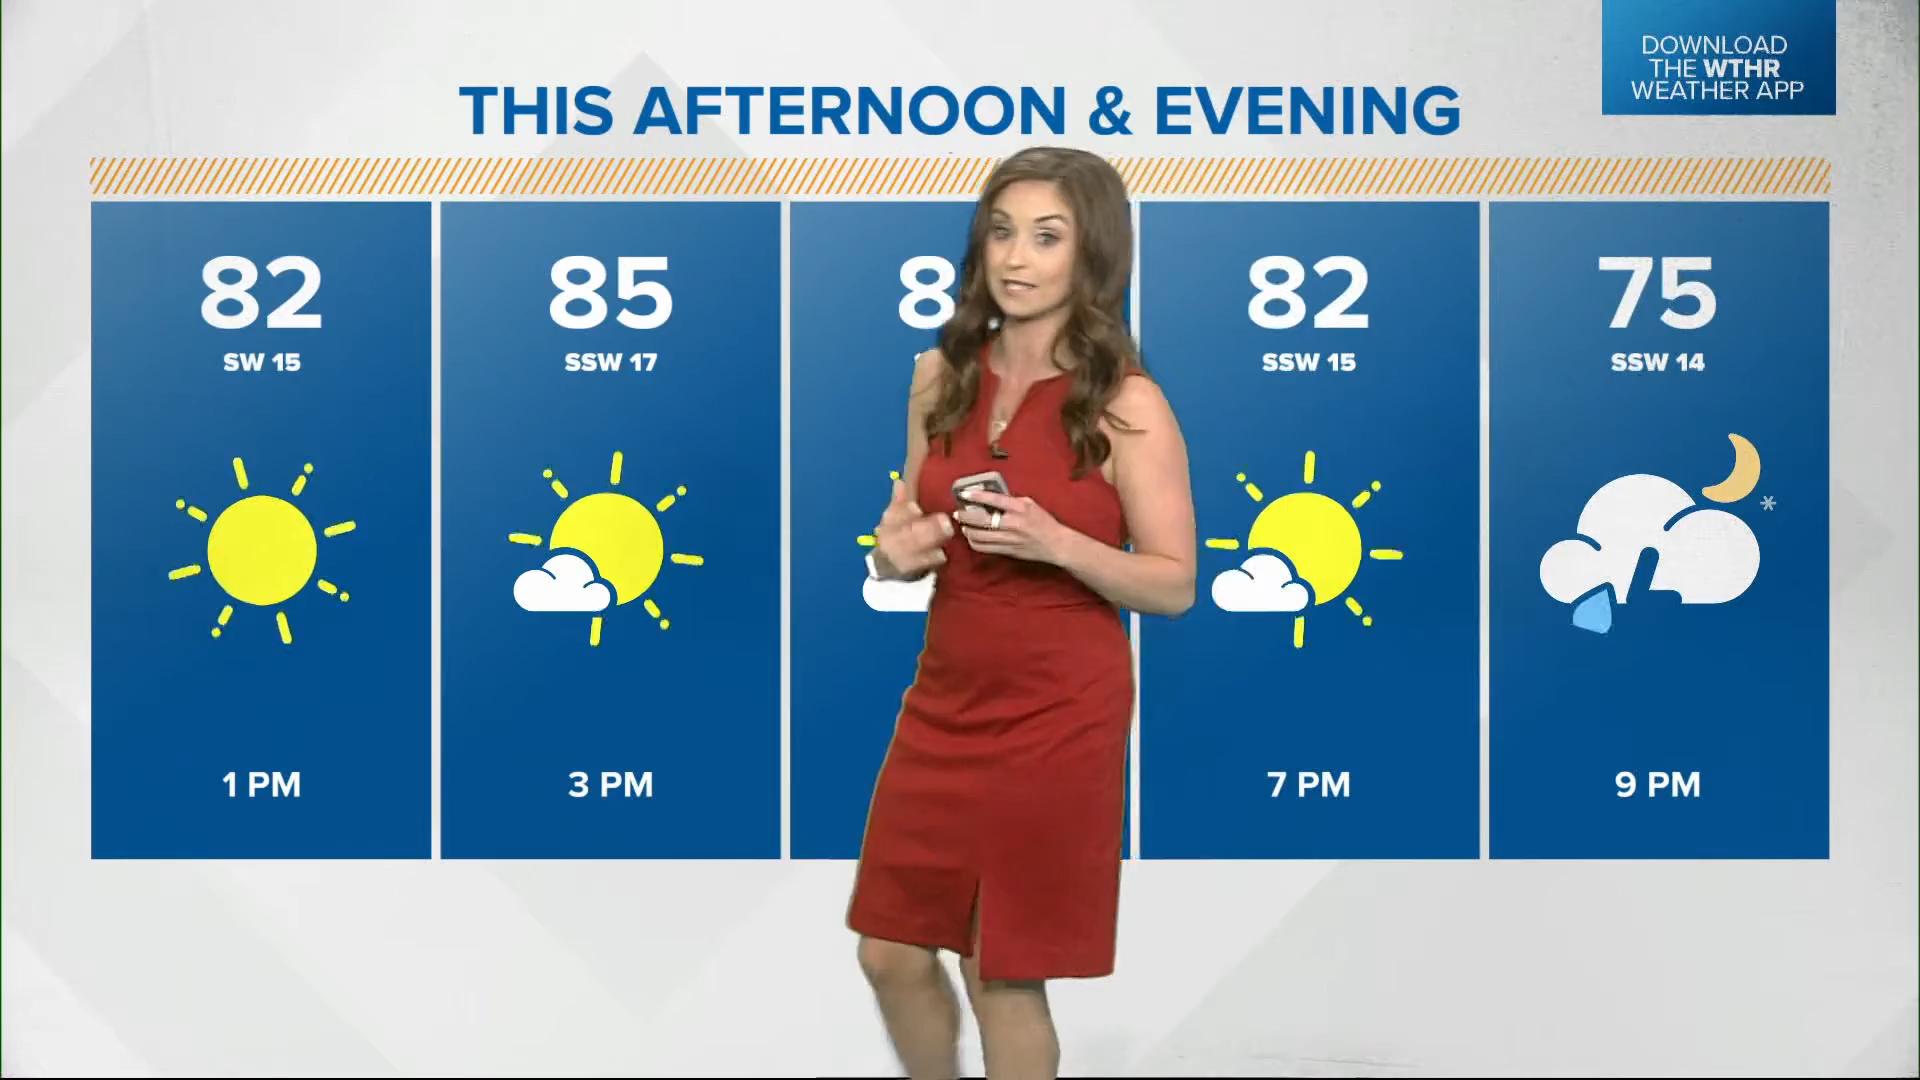 DOWNLOAD
THE WTHR
WEATHER APP
THIS AFTERNOON & EVENING
82
SW 15
1 PM
85
SSW 17
3 PM
82
SSW 15
7 PM
75
SSW 14
9 PM